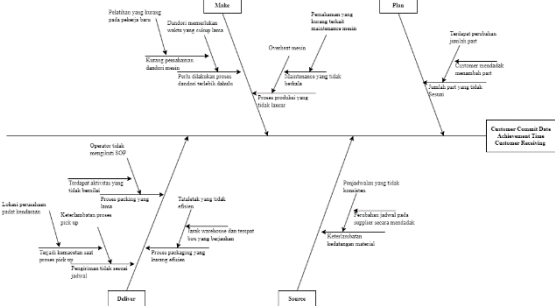 Make
Plan
Pelatihan yang kurang
pada pekerja baru
Dandori memerlukan
waktu yang cukup lama
Pemahaman yang
kurang terkait
maintenance mesin
Terdapat perubahan
jumlah part
Overheat mesin
Kurang pemahaman
dandori mesin
Customer mendadak
menambah part
Perlu dilakukan proses
dandori terlebih dahulu
Maintenance yang tidak
berkala
Jumlah part yang tidak
Sesuai
Proses produksi yang
tidak lancar
Customer Commit Date
Achievement Time
Customer Receiving
Operator tidak
mengikuti SOP
Terdapat aktivitas yang
tidak bernilai
Penjadwalan yang tidak
konsisten
Proses packing yang
lama
Tataletak yang tidak
efisien
Lokasi perusahaan
padat kendaraan
Keterlambatan proses
pick up
Perubahan jadwal pada
supplier secara mendadak
Jarak warehouse dan tempat
box yang berjauhan
Keterlambatan
kedatangan material
Terjadi kemacetan saat
proses pick up
Proses packaging yang
kurang efisien
Pengiriman tidak sesuai
jadwal
Deliver
Source